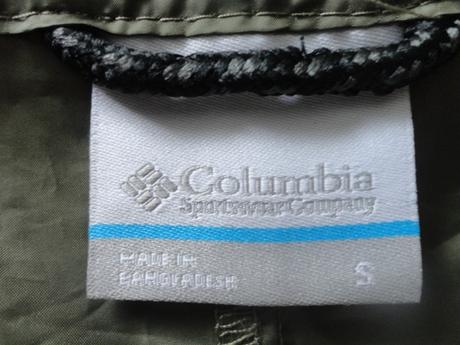 Columbia
Sportswear Company
MADE IN
BANGLADESH
S